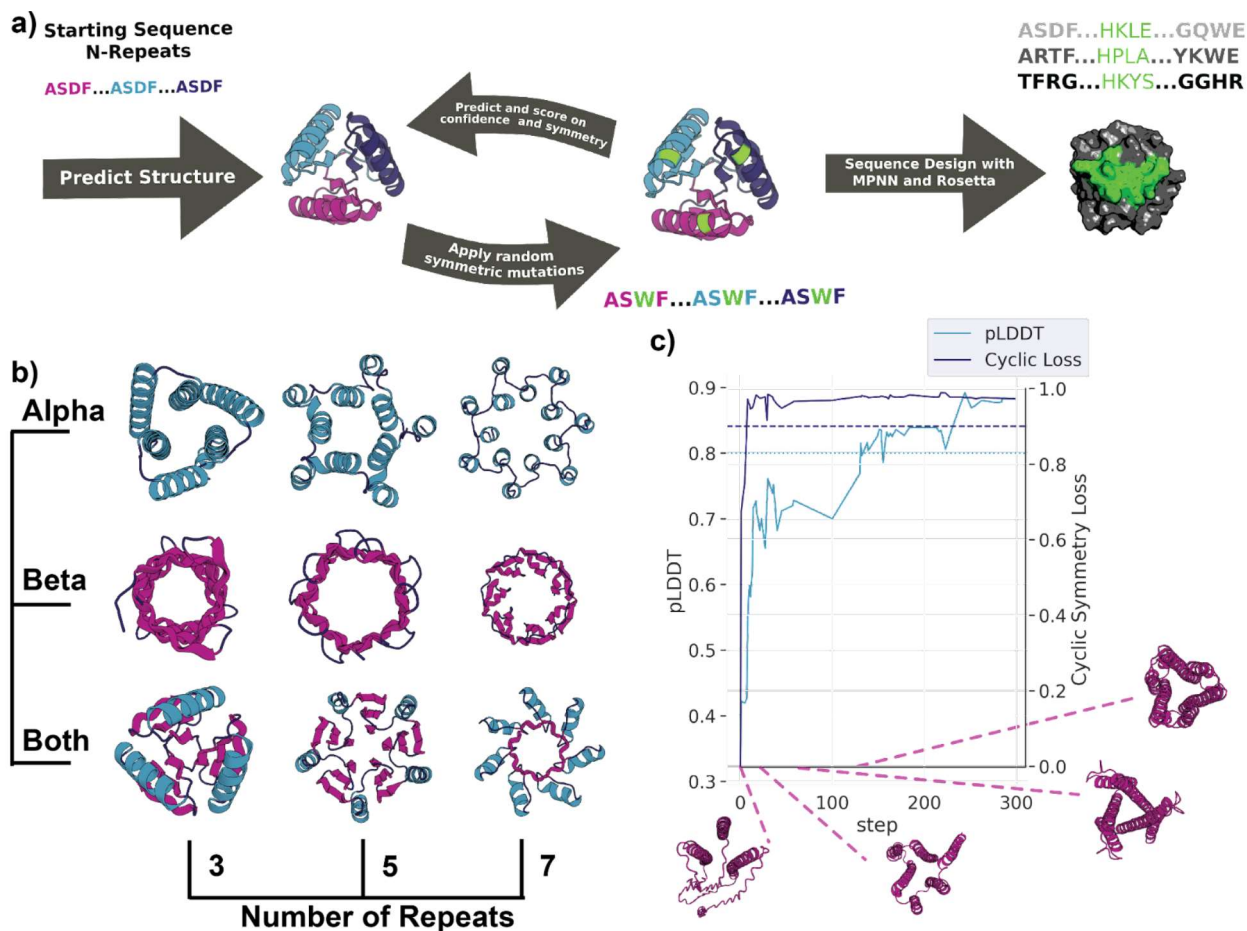 a)
Starting Sequence
N-Repeats
ASDF...ASDF...ASDF
Predict Structure
Predict and score on
confidence and symmetry
Apply random
symmetric mutations
ASWF...ASWF...ASWF
Sequence Design with
MPNN and Rosetta
ASDF...HKLE...GQWE
ARTF...HPLA...YKWE
TFRG...HKYS...GGHR
b)
Alpha
Beta
Both
3
5
7
Number of Repeats
c)
pLDDT
Cyclic Loss
0.9
0.8
0.7
0.6
0.5
0.4
0.3
pLDDT
1.0
0.8
0.6
0.4
0.2
0.0
Cyclic Symmetry Loss
0
100
200
300
step